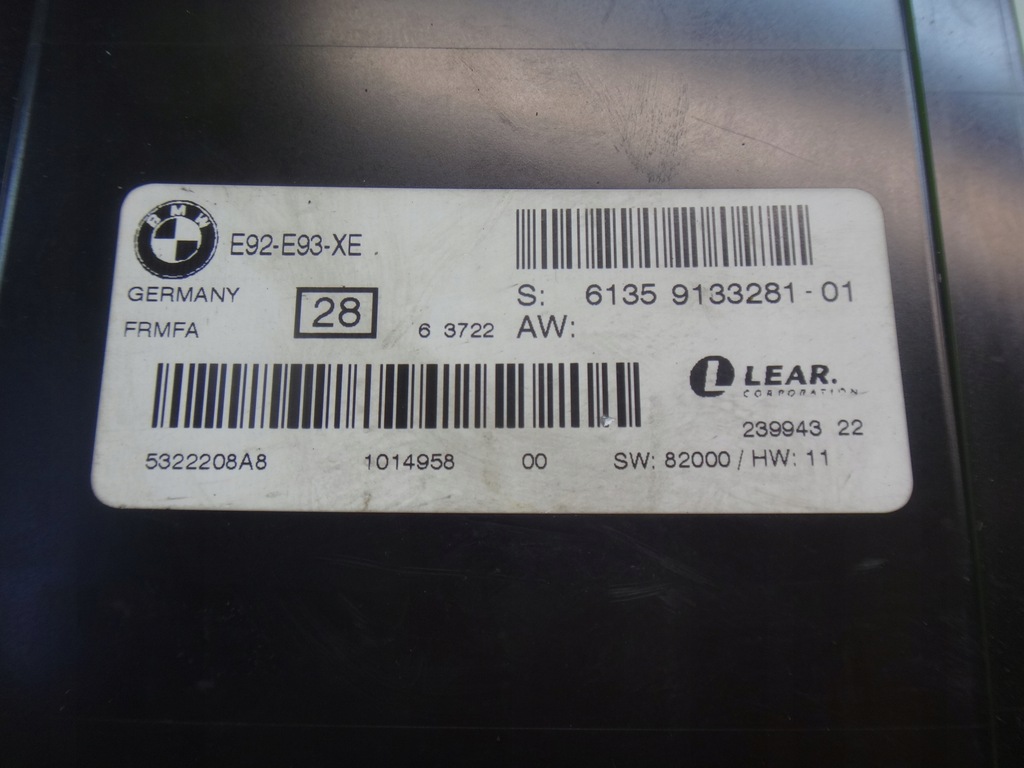 BMW
E92-E93-XE
GERMANY
FRMFA
28
6 3722
S: 6135 9133281-01
AW:
LEAR.
CORPORATION
239943 22
5322208A8 1014958 00 SW: 82000 / HW: 11